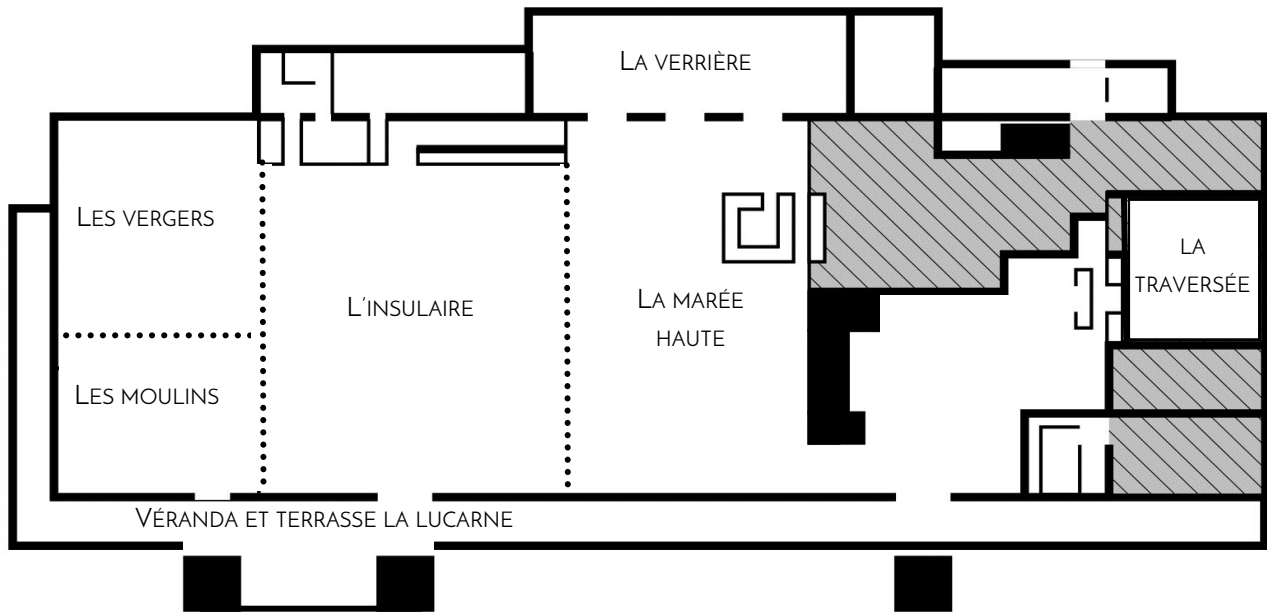 La verrière
Les vergers
La
traversée
L'insulaire
La marée
haute
Les moulins
Véranda et terrasse la lucarne